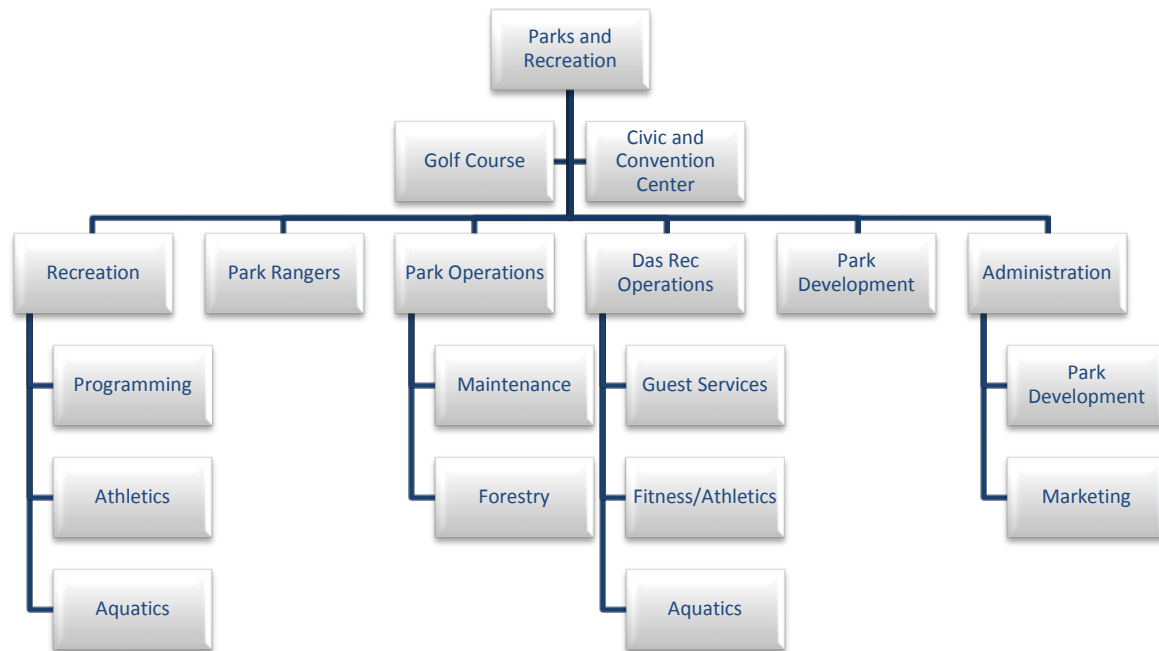 Parks and
Recreation
Golf Course
Civic and
Convention
Center
Recreation
Park Rangers
Park Operations
Das Rec
Operations
Park
Development
Administration
Programming
Athletics
Aquatics
Maintenance
Forestry
Guest Services
Fitness/Athletics
Aquatics
Park
Development
Marketing